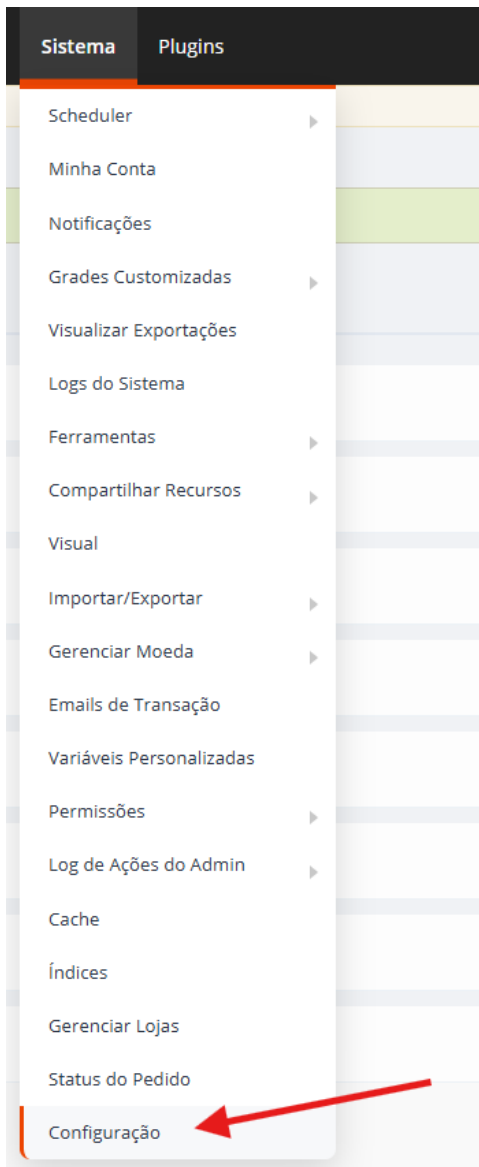 Sistema Plugins
Scheduler
Minha Conta
Notificações
Grades Customizadas
Visualizar Exportações
Logs do Sistema
Ferramentas
Compartilhar Recursos
Visual
Importar/Exportar
Gerenciar Moeda
Emails de Transação
Variáveis Personalizadas
Permissões
Log de Ações do Admin
Cache
Índices
Gerenciar Lojas
Status do Pedido
Configuração